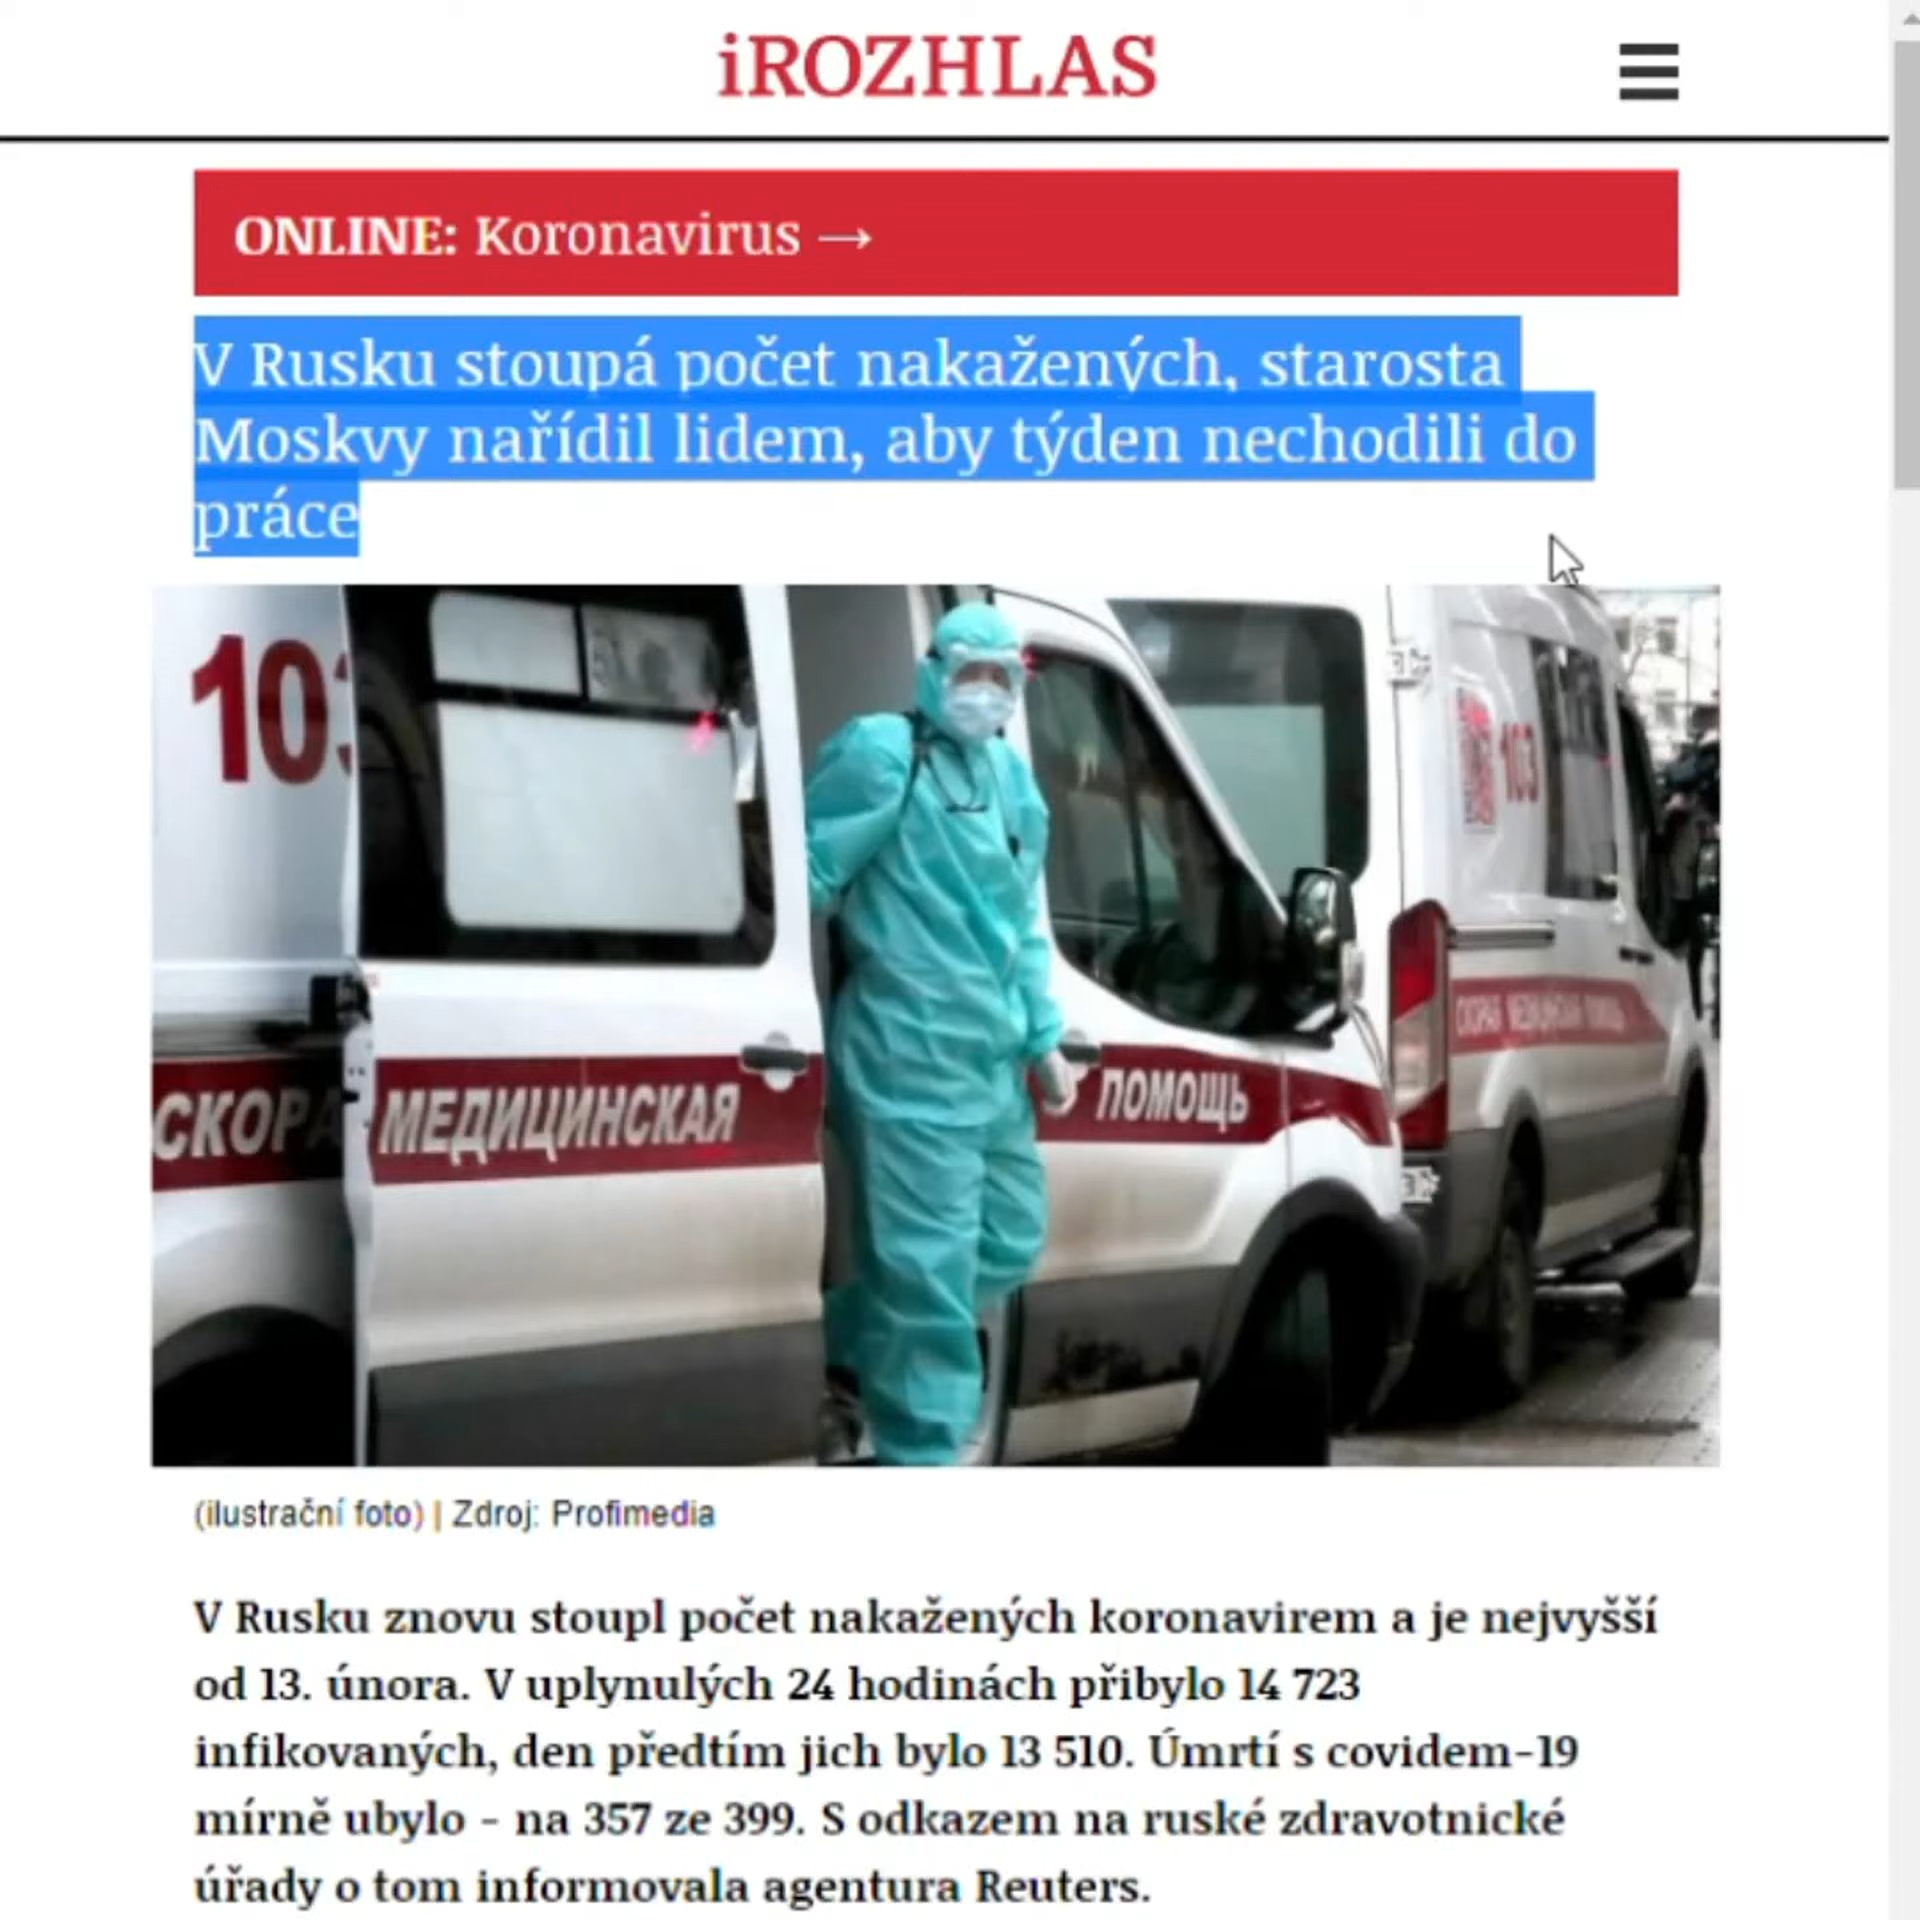 iROZHLAS
ONLINE: Koronavirus →
V Rusku stoupá počet nakažených, starosta
Moskvy nařídil lidem, aby týden nechodili do
práce
103
103
СКОРА
МЕДИЦИНСКАЯ
ПОМОЩЬ
СКОРАЯ МЕДИЦИНСКАЯ ПОМОЩЬ
(ilustrační foto) | Zdroj: Profimedia
V Rusku znovu stoupl počet nakažených koronavirem a je nejvyšší
od 13. února. V uplynulých 24 hodinách přibylo 14 723
infikovaných, den předtím jich bylo 13 510. Úmrtí s covidem-19
mírně ubylo - na 357 ze 399. S odkazem na ruské zdravotnické
úřady o tom informovala agentura Reuters.